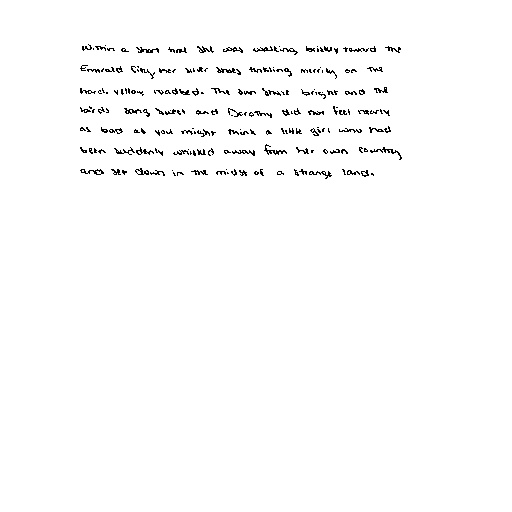 Within a short time she was walking briskly toward the
Emerald City, her silver shoes tinkling merrily on the
hard, yellow roadbed. The sun shone bright and the
birds sang sweet and Dorothy did not feel nearly
as bad as you might think a little girl who had
been suddenly whisked away from her own country
and set down in the midst of a strange land.